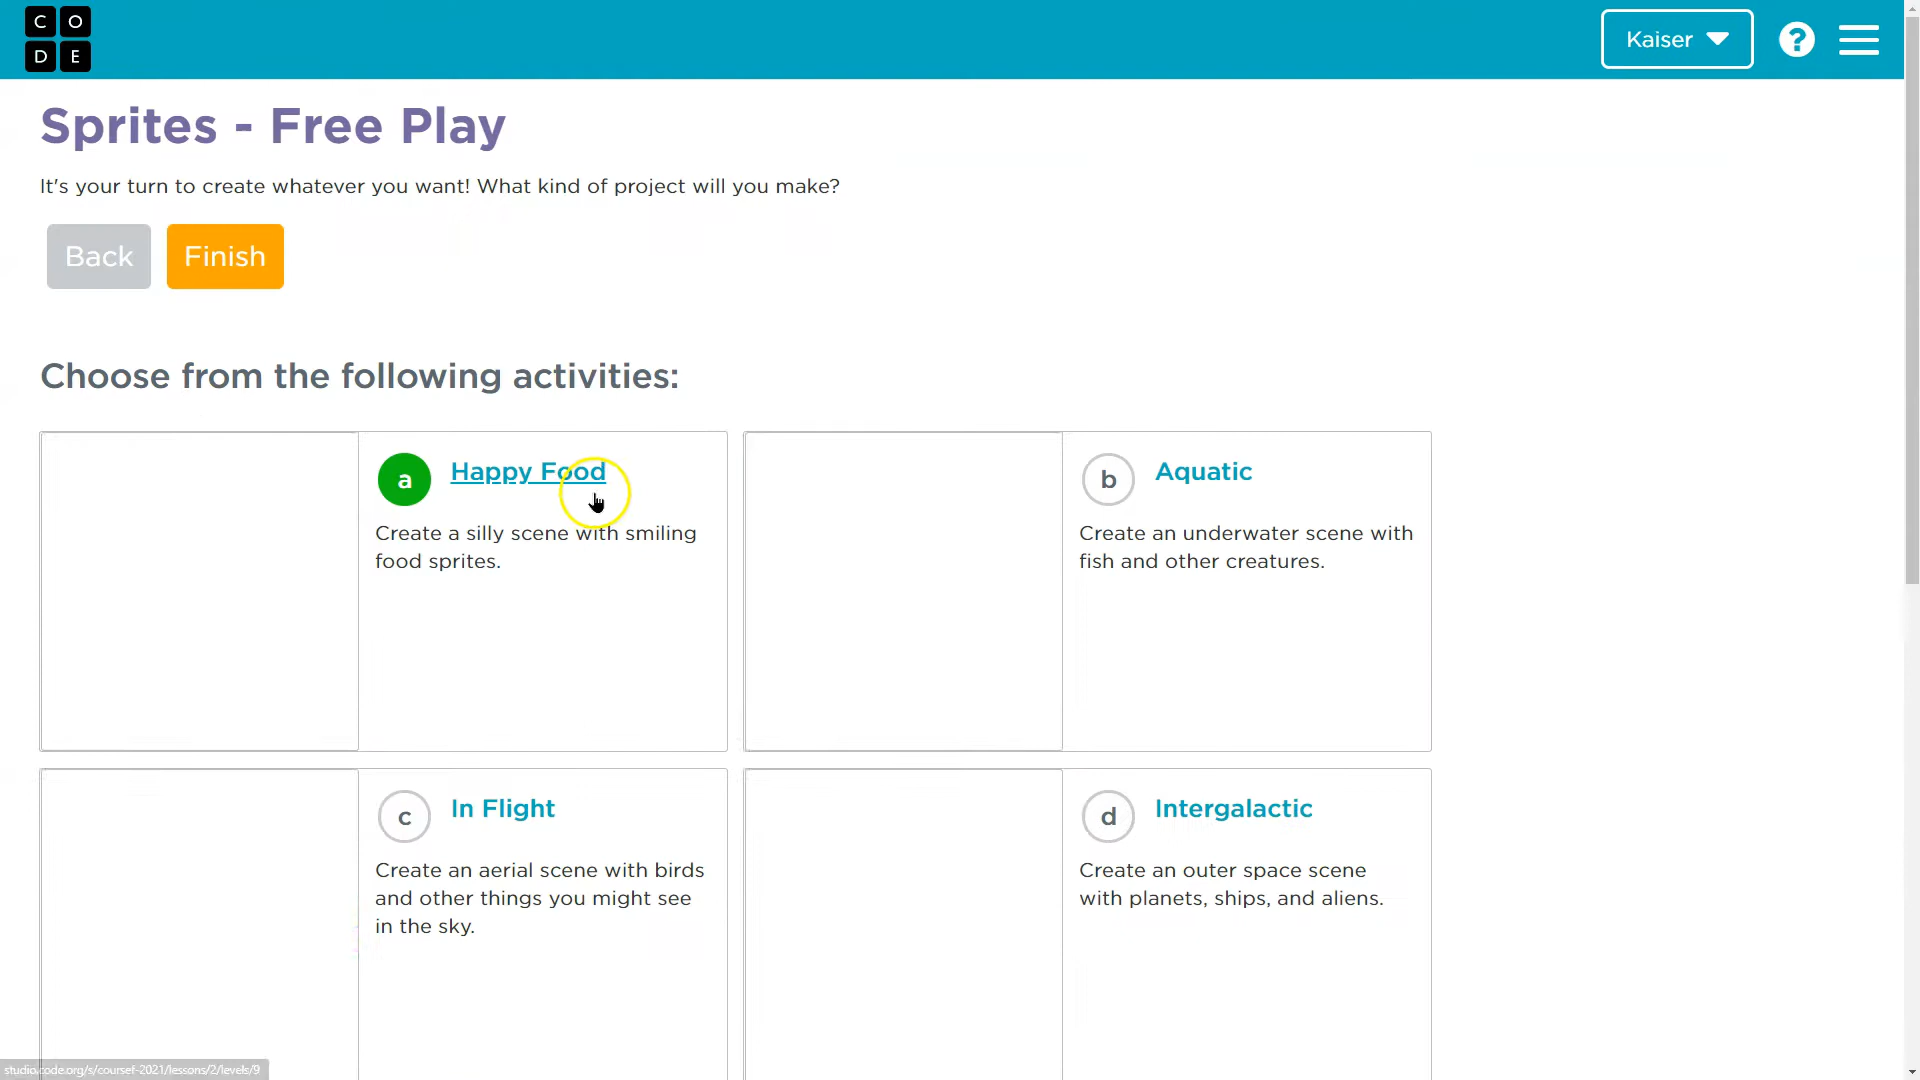 C O
D E
Kaiser
?
Sprites - Free Play
It's your turn to create whatever you want! What kind of project will you make?
Back
Finish
Choose from the following activities:
a
Happy Food
Create a silly scene with smiling
food sprites.
b
Aquatic
Create an underwater scene with
fish and other creatures.
c
In Flight
Create an aerial scene with birds
and other things you might see
in the sky.
d
Intergalactic
Create an outer space scene
with planets, ships, and aliens.
studio.code.org/s/coursef-2021/lessons/2/levels/9